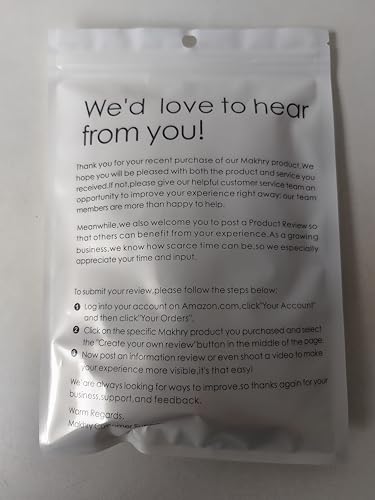 We'd love to hear
from you!
Thank you for your recent purchase of our Makhry product.We
hope you will be pleased with both the product and service you
received.If not,please give our helpful customer service team an
opportunity to improve your experience right away; our team
members are more than happy to help.
Meanwhile,we also welcome you to post a Product Review so
that others can benefit from your experience.As a growing
business,we know how scarce time can be,so we especially
appreciate your time and input.
To submit your review,please follow the steps below:
1 Log into your account on Amazon.com,click"Your Account"
and then click"Your Orders".
2 Click on the specific Makhry product you purchased and select
the "Create your own review"button in the middle of the page.
3 Now post an information review or even shoot a video to make
your experience more visible,it's that easy!
We are always looking for ways to improve,so thanks again for your
business,support,and feedback.
Warm Regards,
Makhry Customer